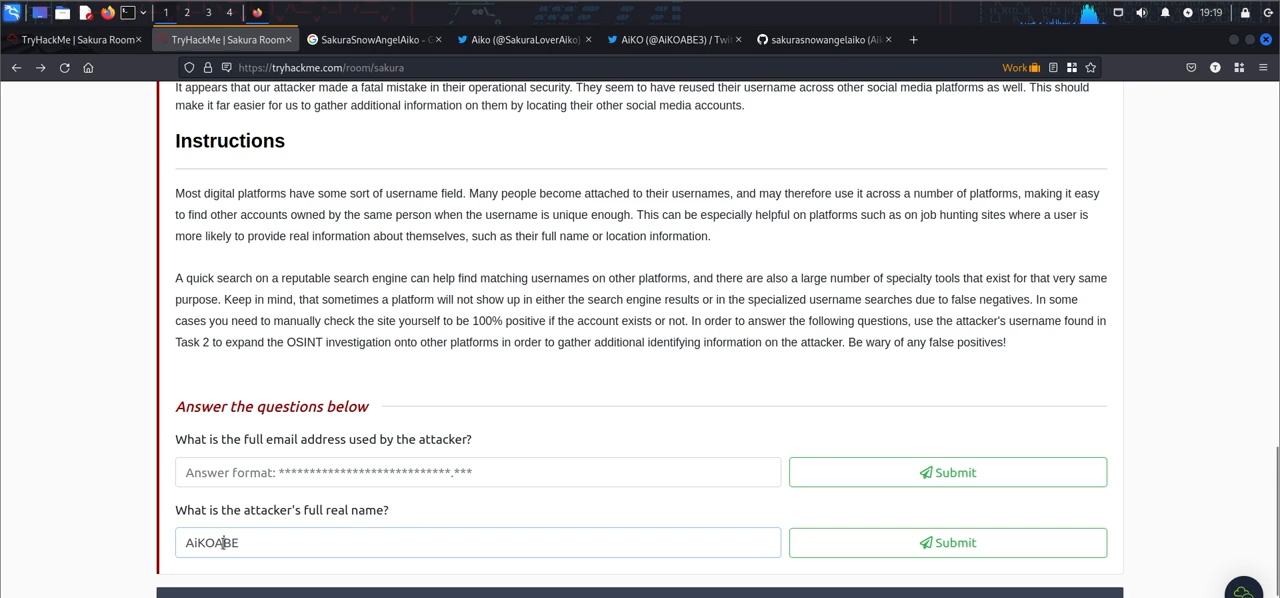 1 2 3 4 19:19
TryHackMe | Sakura Room × TryHackMe | Sakura Room × SakuraSnowAngelAiko - G × Aiko (@SakuraLoverAiko) × AiKO (@AiKOABE3) / Twi × sakurasnowangelaiko (Ai × +
https://tryhackme.com/room/sakura Work
It appears that our attacker made a fatal mistake in their operational security. They seem to have reused their username across other social media platforms as well. This should
make it far easier for us to gather additional information on them by locating their other social media accounts.
Instructions
Most digital platforms have some sort of username field. Many people become attached to their usernames, and may therefore use it across a number of platforms, making it easy
to find other accounts owned by the same person when the username is unique enough. This can be especially helpful on platforms such as on job hunting sites where a user is
more likely to provide real information about themselves, such as their full name or location information.
A quick search on a reputable search engine can help find matching usernames on other platforms, and there are also a large number of specialty tools that exist for that very same
purpose. Keep in mind, that sometimes a platform will not show up in either the search engine results or in the specialized username searches due to false negatives. In some
cases you need to manually check the site yourself to be 100% positive if the account exists or not. In order to answer the following questions, use the attacker's username found in
Task 2 to expand the OSINT investigation onto other platforms in order to gather additional identifying information on the attacker. Be wary of any false positives!
Answer the questions below
What is the full email address used by the attacker?
Answer format: ****************************.*** Submit
What is the attacker's full real name?
AiKOABE Submit